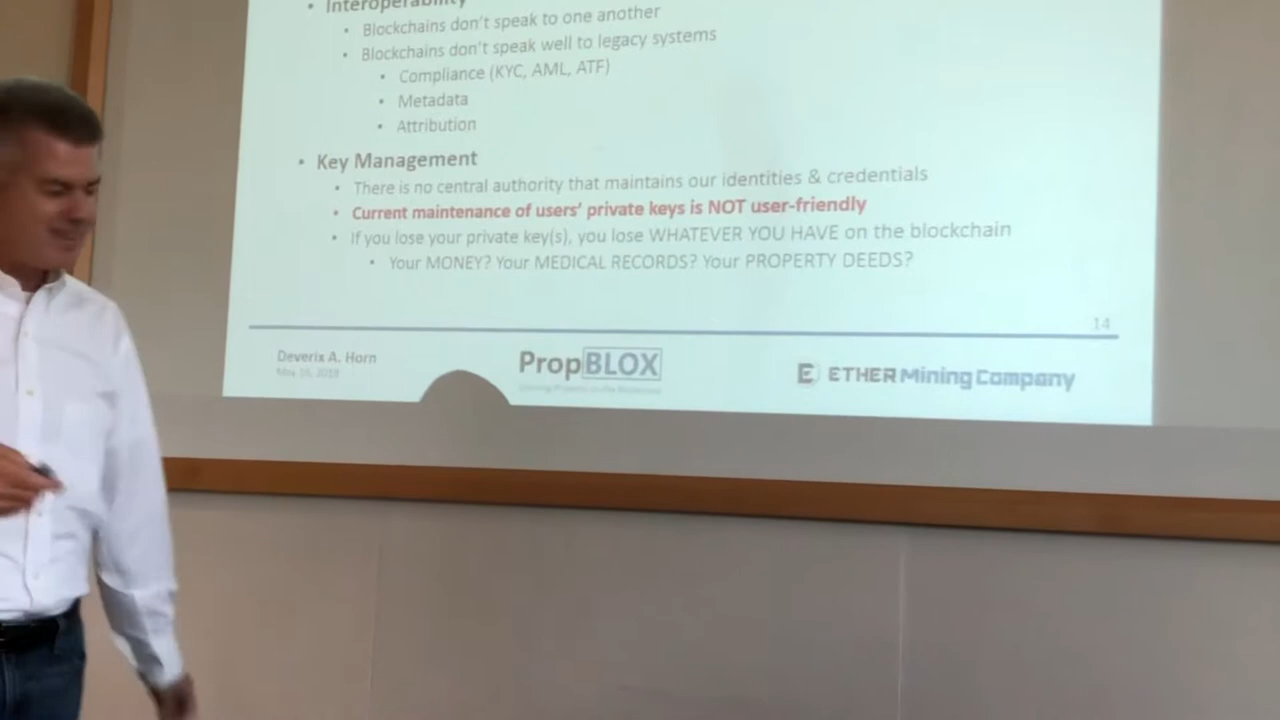 • Interoperability
• Blockchains don't speak to one another
• Blockchains don't speak well to legacy systems
• Compliance (KYC, AML, ATF)
• Metadata
• Attribution
• Key Management
• There is no central authority that maintains our identities & credentials
• Current maintenance of users' private keys is NOT user-friendly
• If you lose your private key(s), you lose WHATEVER YOU HAVE on the blockchain
• Your MONEY? Your MEDICAL RECORDS? Your PROPERTY DEEDS?
14
Deverix A. Horn
PropBLOX
E ETHER Mining Company